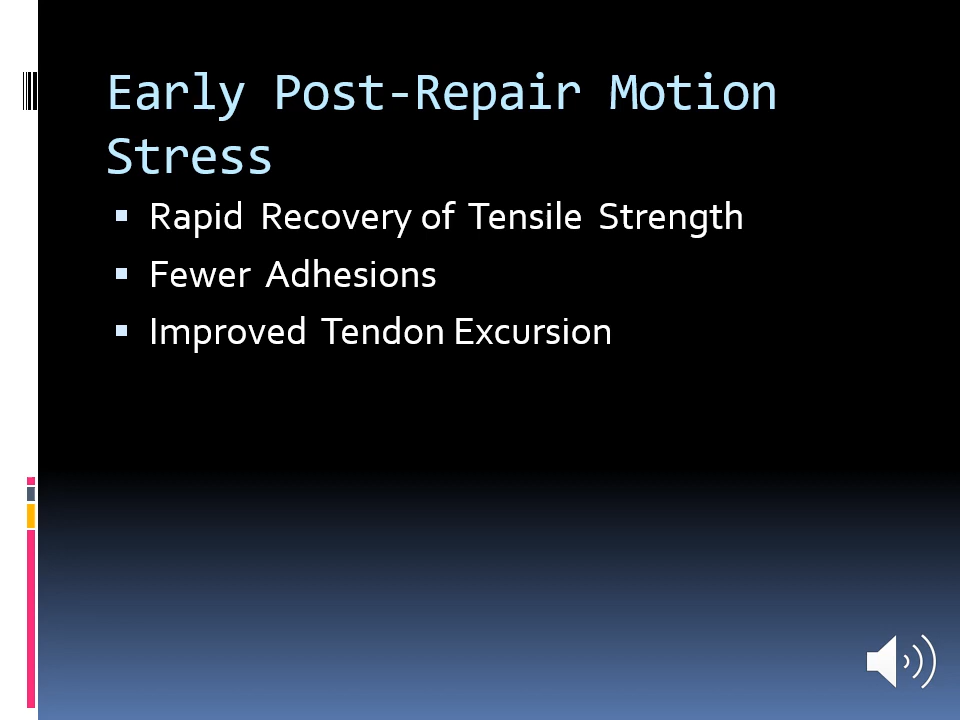 Early Post-Repair Motion
Stress
Rapid Recovery of Tensile Strength
Fewer Adhesions
Improved Tendon Excursion